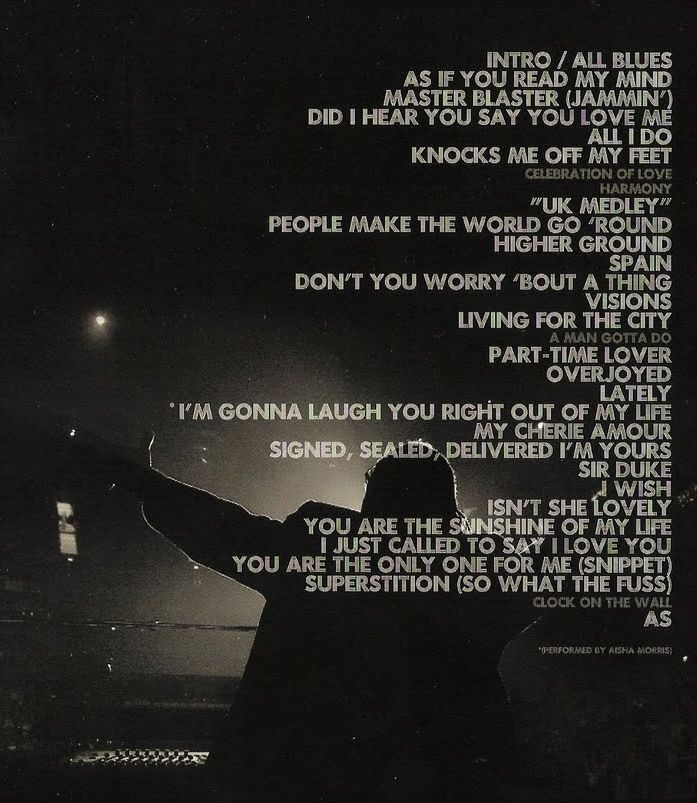 INTRO / ALL BLUES
AS IF YOU READ MY MIND
MASTER BLASTER (JAMMIN')
DID I HEAR YOU SAY YOU LOVE ME
ALL I DO
KNOCKS ME OFF MY FEET
CELEBRATION OF LOVE
HARMONY
"UK MEDLEY"
PEOPLE MAKE THE WORLD GO 'ROUND
HIGHER GROUND
SPAIN
DON'T YOU WORRY 'BOUT A THING
VISIONS
LIVING FOR THE CITY
A MAN GOTTA DO
PART-TIME LOVER
OVERJOYED
LATELY
*I'M GONNA LAUGH YOU RIGHT OUT OF MY LIFE
MY CHERIE AMOUR
SIGNED, SEALED, DELIVERED I'M YOURS
SIR DUKE
I WISH
ISN'T SHE LOVELY
YOU ARE THE SUNSHINE OF MY LIFE
I JUST CALLED TO SAY I LOVE YOU
YOU ARE THE ONLY ONE FOR ME (SNIPPET)
SUPERSTITION (SO WHAT THE FUSS)
CLOCK ON THE WALL
AS
*(PERFORMED BY AISHA MORRIS)